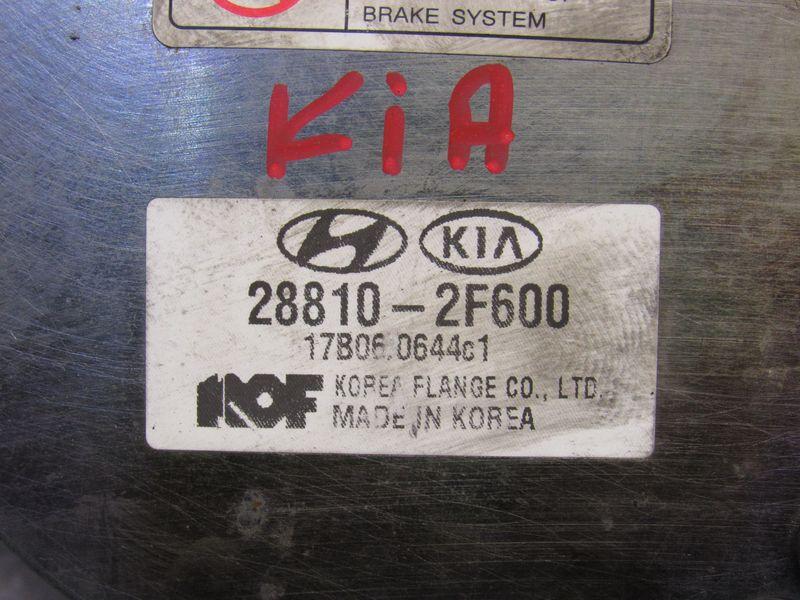 BRAKE SYSTEM
KiA
KIA
28810-2F600
17B06.0644c1
KOREA FLANGE CO., LTD.
MADE IN KOREA